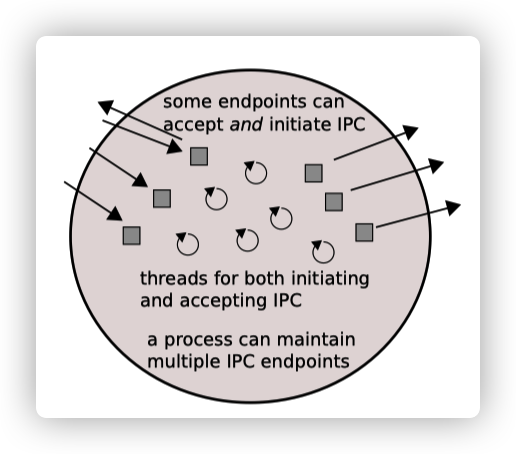 some endpoints can
accept and initiate IPC
threads for both initiating
and accepting IPC
a process can maintain
multiple IPC endpoints